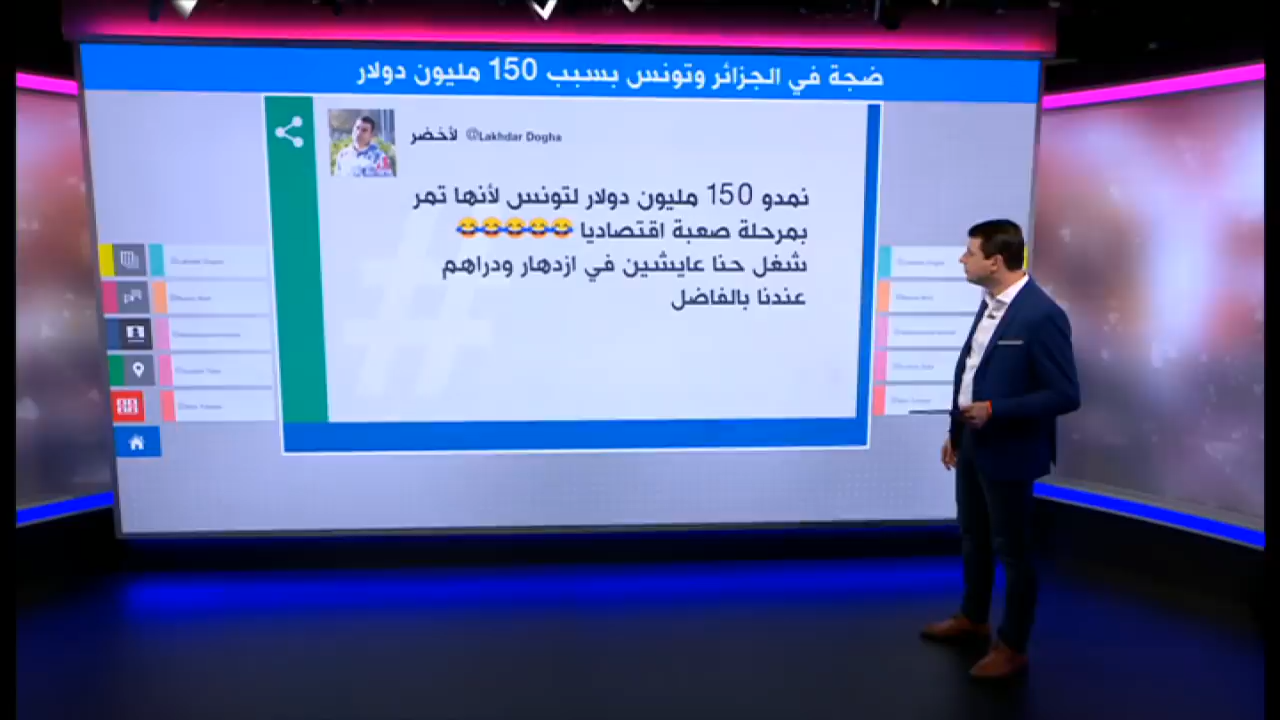 ضجة في الجزائر وتونس بسبب 150 مليون دولار
لأخضر @Lakhdar Dogha
نمدو 150 مليون دولار لتونس لأنها تمر
بمرحلة صعبة اقتصاديا 😂😂😂😂😂
شغل حنا عايشين في ازدهار ودراهم
عندنا بالفاضل